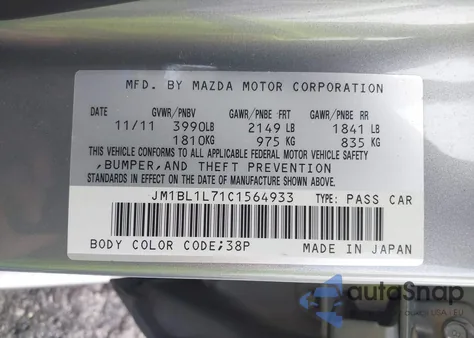 MFD. BY MAZDA MOTOR CORPORATION
DATE GVWR/PNBV GAWR/PNBE FRT GAWR/PNBE RR
11/11 3990LB 2149 LB 1841 LB
1810KG 975 KG 835 KG
THIS VEHICLE CONFORMS TO ALL APPLICABLE FEDERAL MOTOR VEHICLE SAFETY
,BUMPER,AND THEFT PREVENTION
STANDARDS IN EFFECT ON THE DATE OF MANUFACTURE SHOWN ABOVE.
JM1BL1L71C1564933 TYPE: PASS CAR
BODY COLOR CODE;38P MADE IN JAPAN
autoSnap